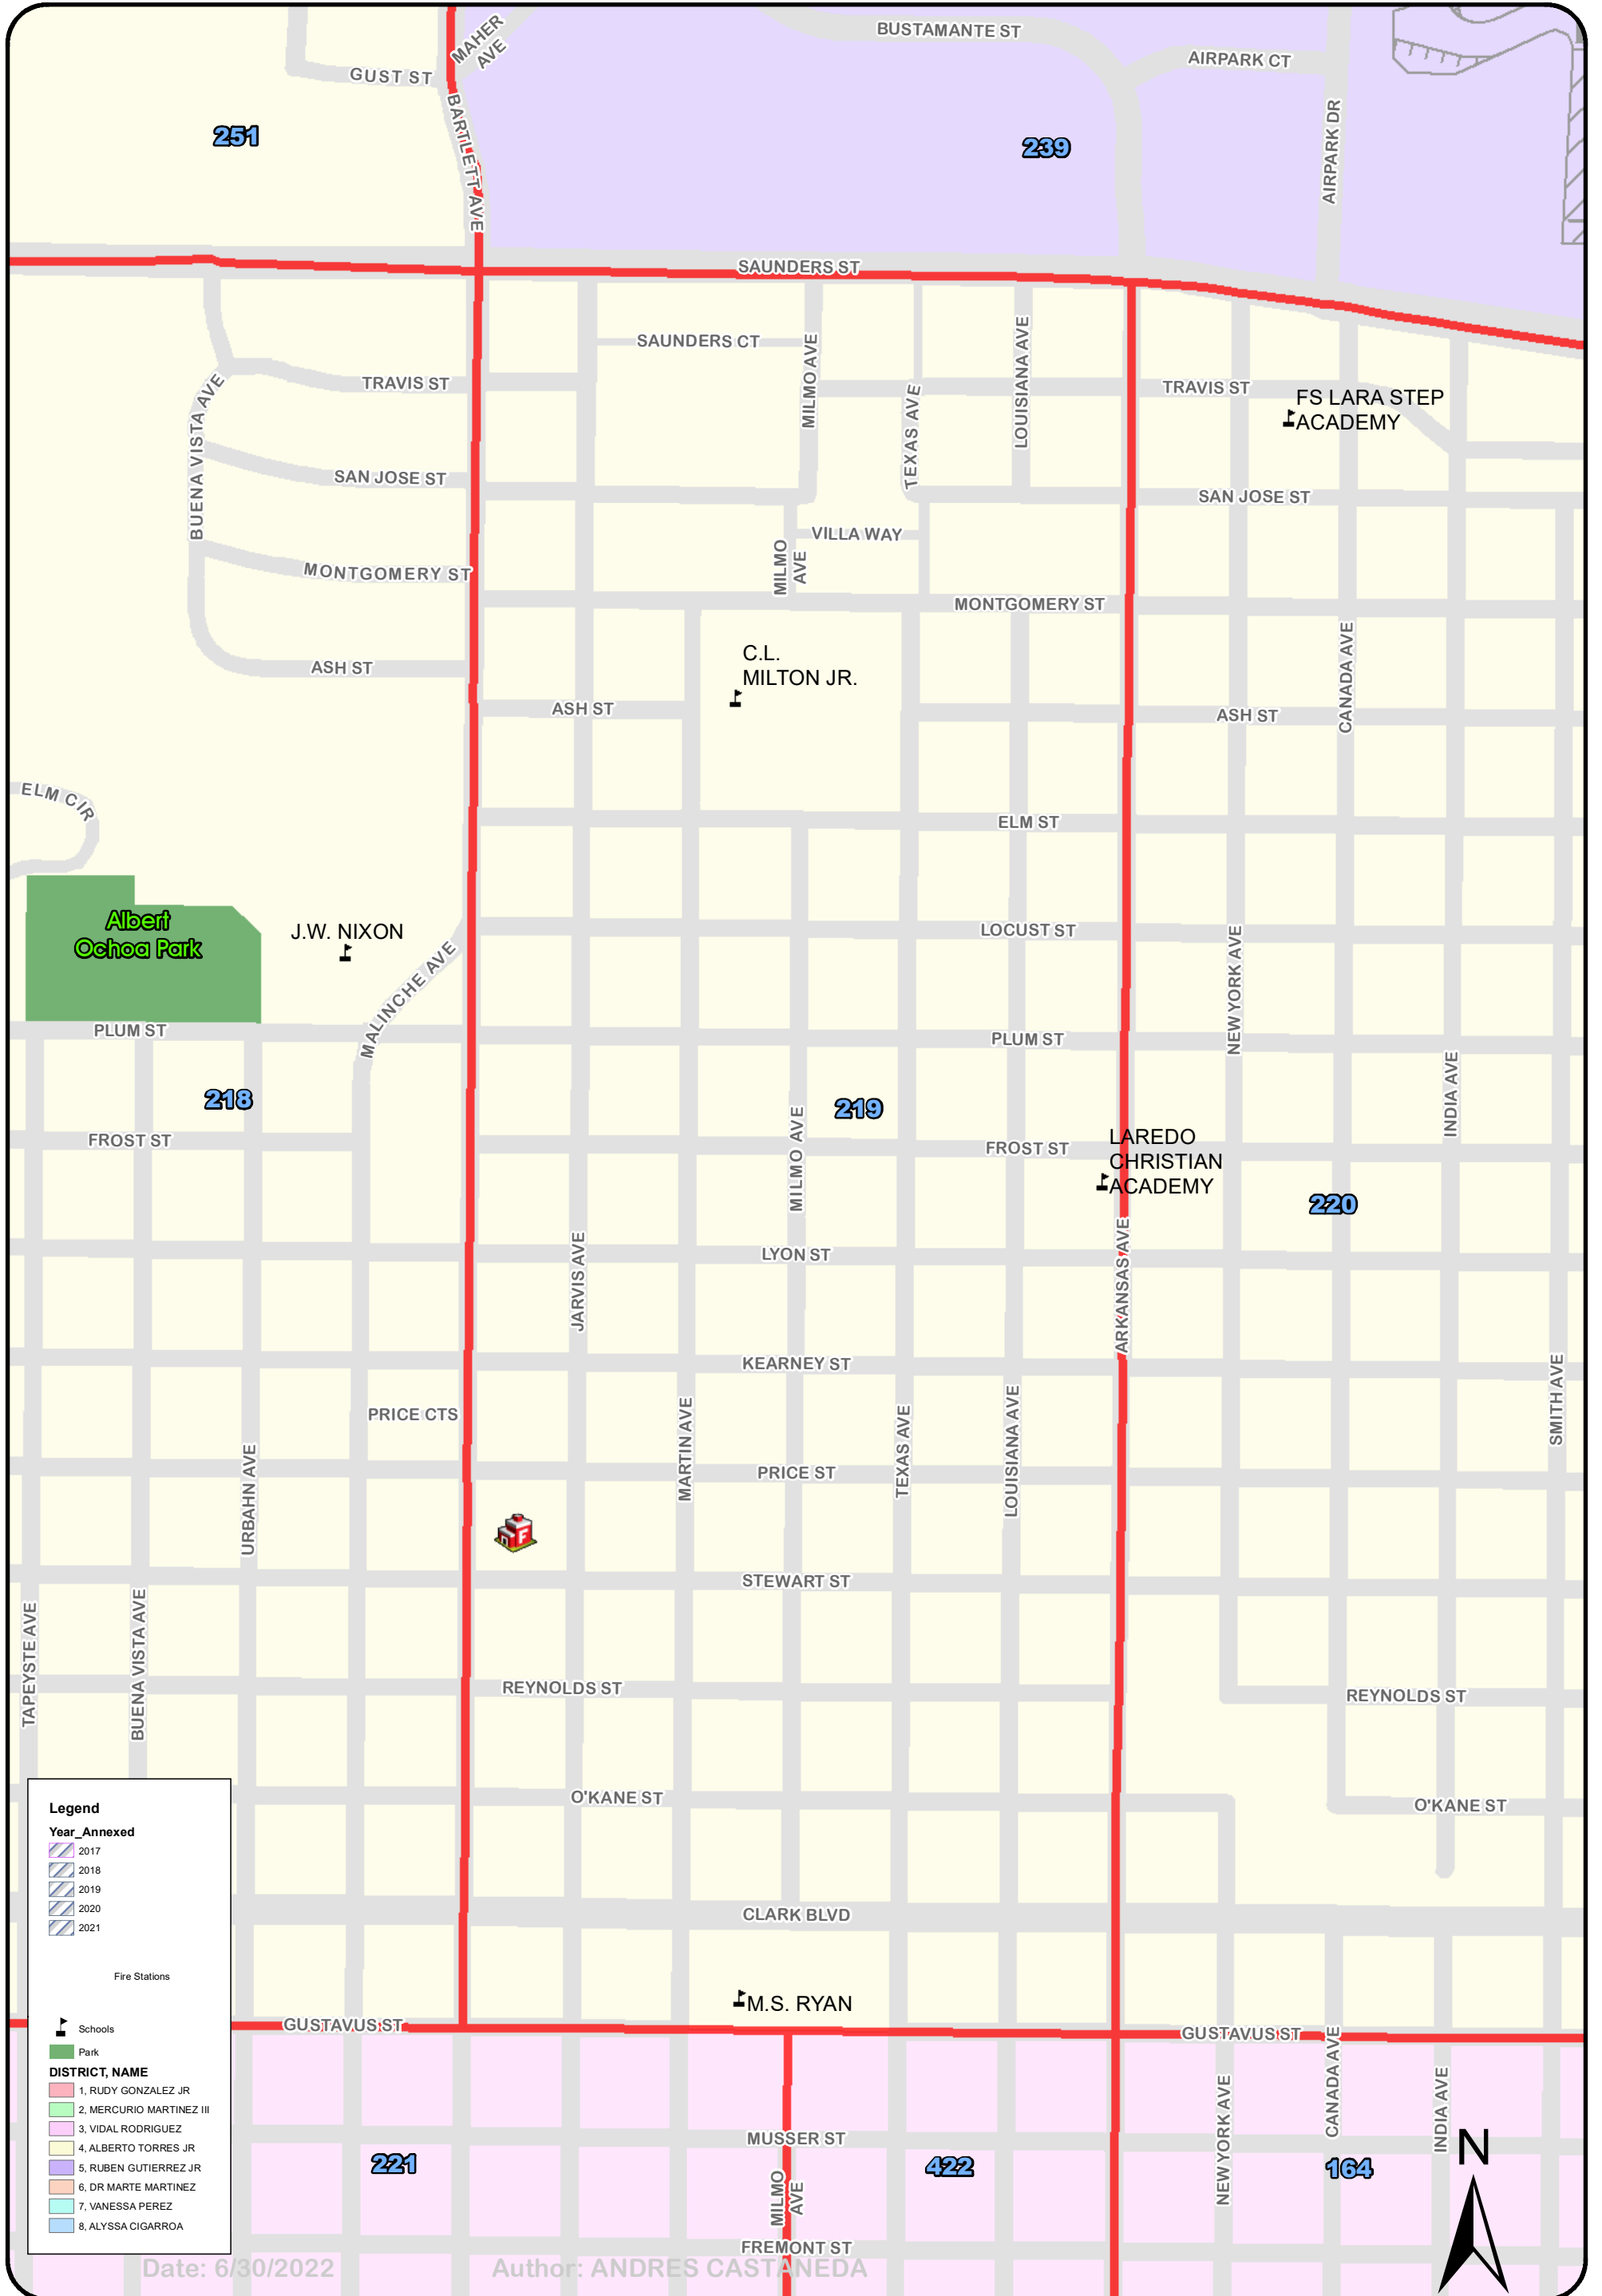 MAHER
AVE
BUSTAMANTE ST
AIRPARK CT
GUST ST
BARTLETT AVE
AIRPARK DR
251
239
SAUNDERS ST
SAUNDERS CT
MILMO AVE
LOUISIANA AVE
TRAVIS ST
TRAVIS ST
TEXAS AVE
FS LARA STEP
ACADEMY
BUENA VISTA AVE
SAN JOSE ST
SAN JOSE ST
VILLA WAY
MILMO
AVE
MONTGOMERY ST
MONTGOMERY ST
C.L.
MILTON JR.
CANADA AVE
ASH ST
ASH ST
ASH ST
ELM CIR
ELM ST
Albert
Ochoa Park
J.W. NIXON
MALINCHE AVE
LOCUST ST
NEW YORK AVE
PLUM ST
PLUM ST
INDIA AVE
218
219
FROST ST
FROST ST
MILMO AVE
LAREDO
CHRISTIAN
ACADEMY
220
JARVIS AVE
LYON ST
ARKANSAS AVE
KEARNEY ST
SMITH AVE
PRICE CTS
MARTIN AVE
TEXAS AVE
LOUISIANA AVE
URBAHN AVE
PRICE ST
F
STEWART ST
TAPEYSTE AVE
BUENA VISTA AVE
REYNOLDS ST
REYNOLDS ST
O'KANE ST
O'KANE ST
CLARK BLVD
M.S. RYAN
GUSTAVUS ST
GUSTAVUS ST
CANADA AVE
NEW YORK AVE
INDIA AVE
MUSSER ST
221
422
164
MILMO
AVE
FREMONT ST
N
Legend
Year_Annexed
2017
2018
2019
2020
2021
Fire Stations
Schools
Park
DISTRICT, NAME
1, RUDY GONZALEZ JR
2, MERCURIO MARTINEZ III
3, VIDAL RODRIGUEZ
4, ALBERTO TORRES JR
5, RUBEN GUTIERREZ JR
6, DR MARTE MARTINEZ
7, VANESSA PEREZ
8, ALYSSA CIGARROA
Date: 6/30/2022
Author: ANDRES CASTANEDA